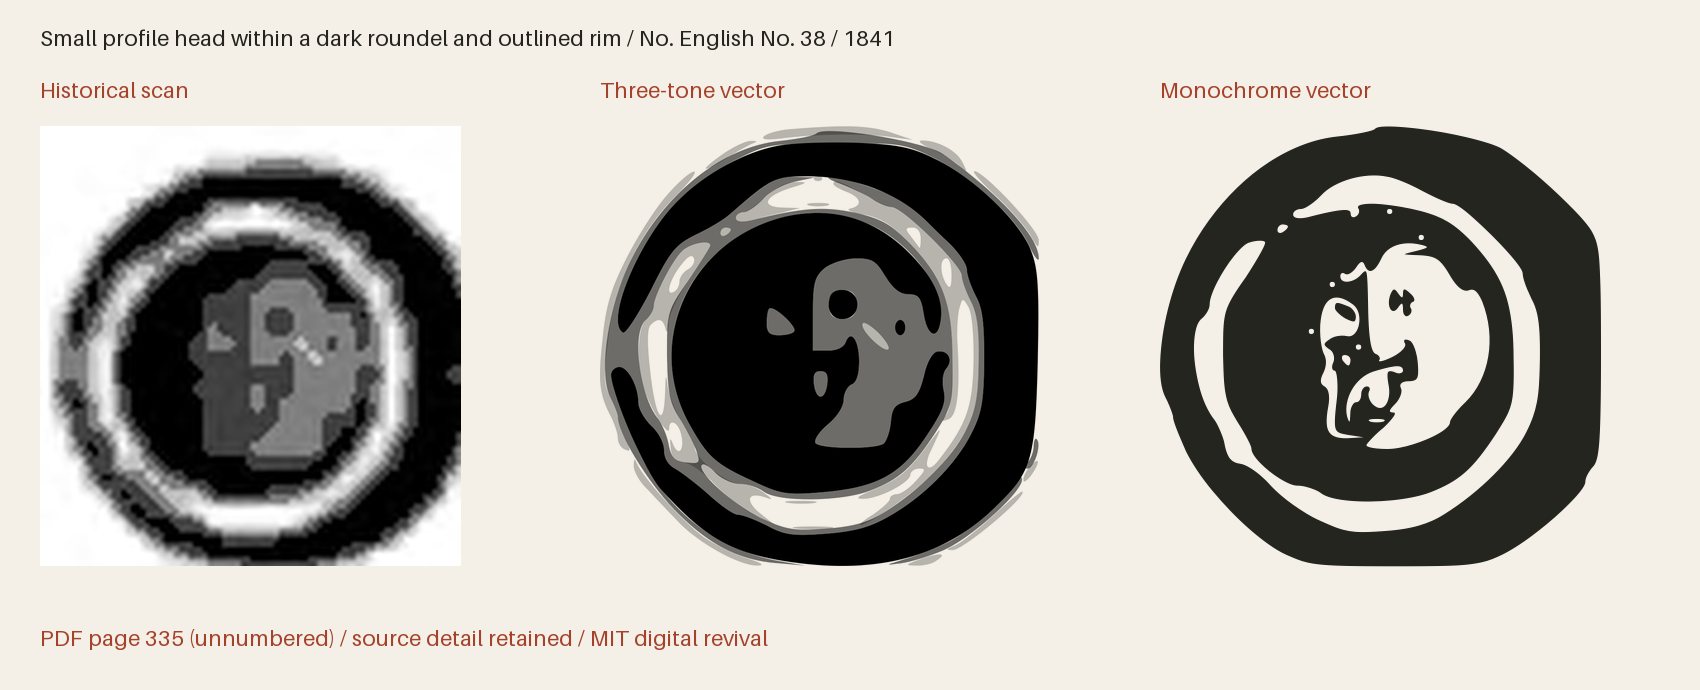 Small profile head within a dark roundel and outlined rim / No. English No. 38 / 1841
Historical scan
Three-tone vector
Monochrome vector
PDF page 335 (unnumbered) / source detail retained / MIT digital revival